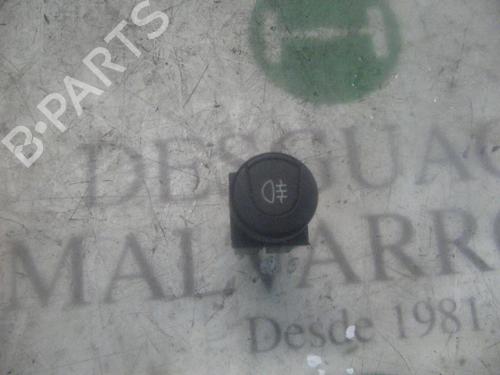 B-PARTS
DESGUAC
MALVARRO
Desde 1981